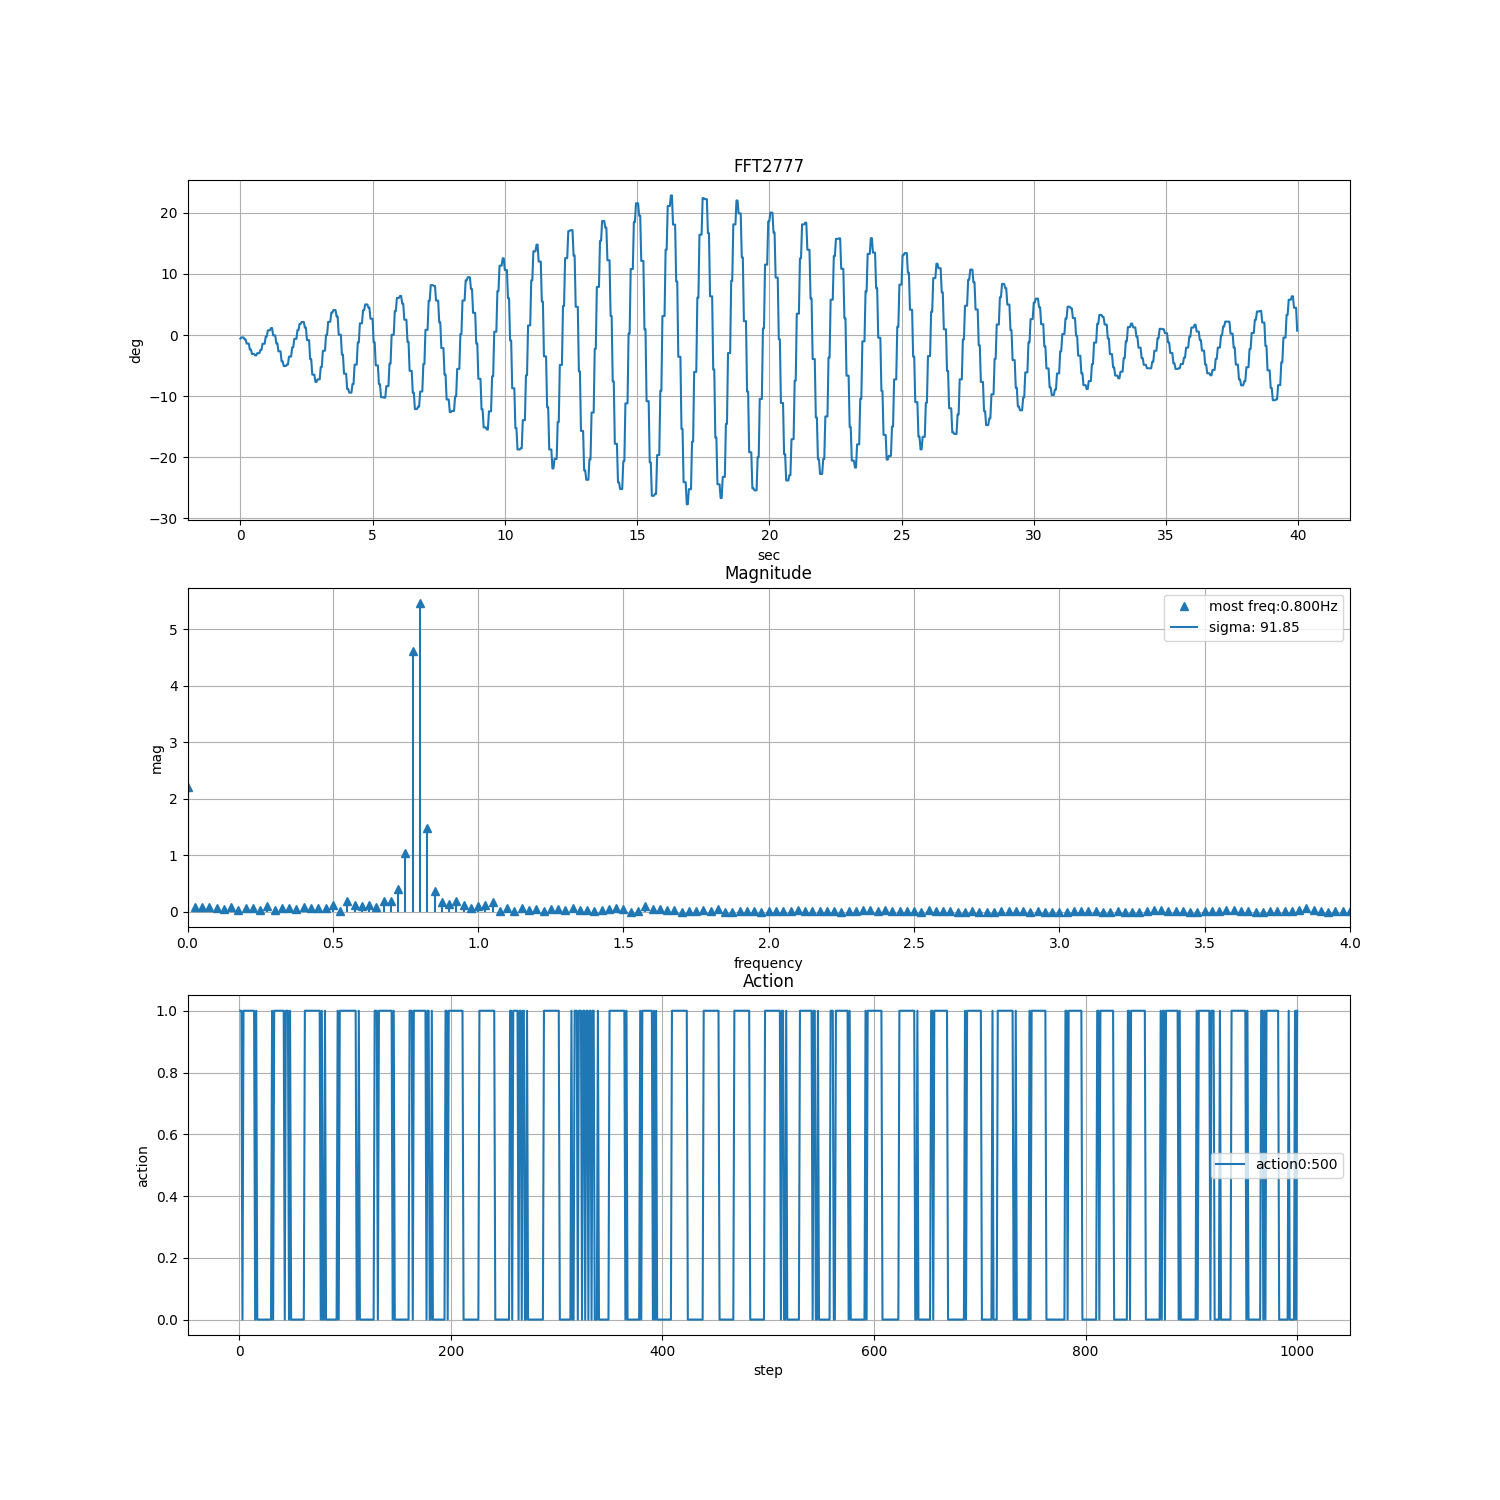 FFT2777
20
10
0
−10
−20
−30
deg
0 5 10 15 20 25 30 35 40
sec
Magnitude
most freq:0.800Hz
sigma: 91.85
5
4
3
2
1
0
mag
0.0 0.5 1.0 1.5 2.0 2.5 3.0 3.5 4.0
frequency
Action
1.0
0.8
0.6
0.4
0.2
0.0
action
action0:500
0 200 400 600 800 1000
step